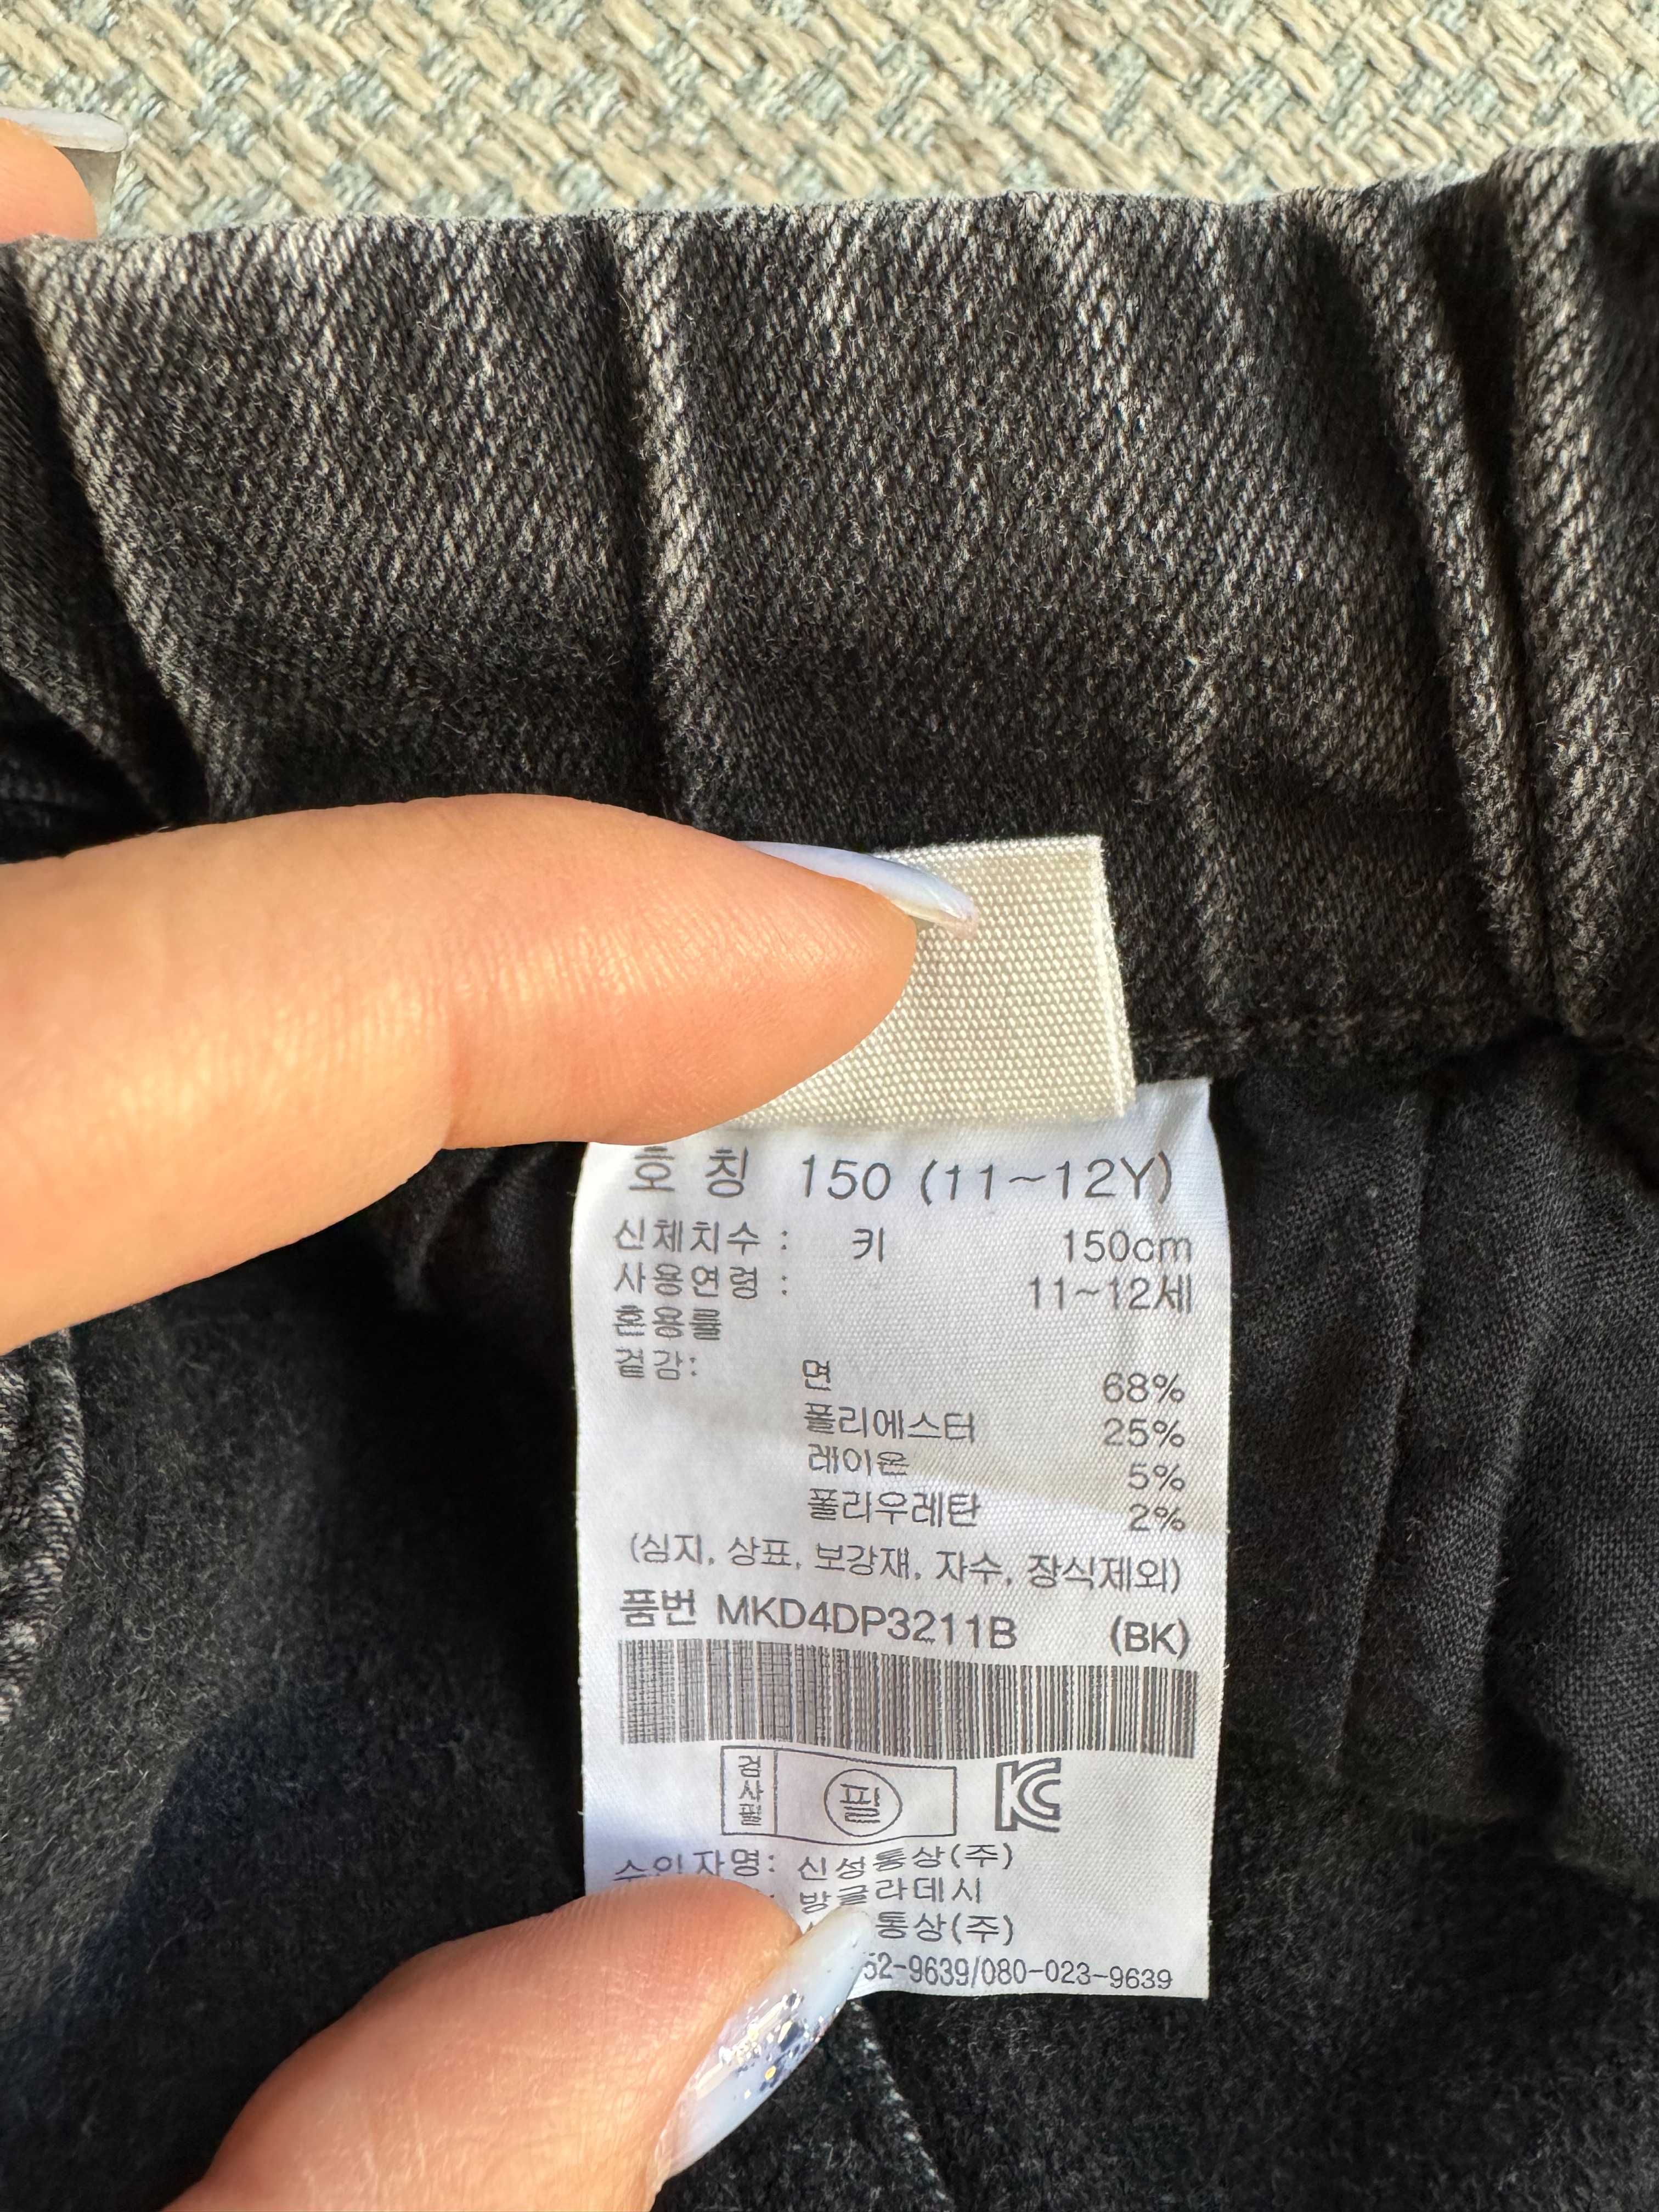 호 칭 150 (11~12Y)
신체치수 : 키 150cm
사용연령 : 11~12세
혼용률
겉감: 면 68%
폴리에스터 25%
레이온 5%
폴리우레탄 2%
(심지, 상표, 보강재, 자수, 장식제외)
품번 MKD4DP3211B (BK)
검사필 필 KC
수입자명: 신성통상(주)
: 방글라데시
통상(주)
52-9639/080-023-9639